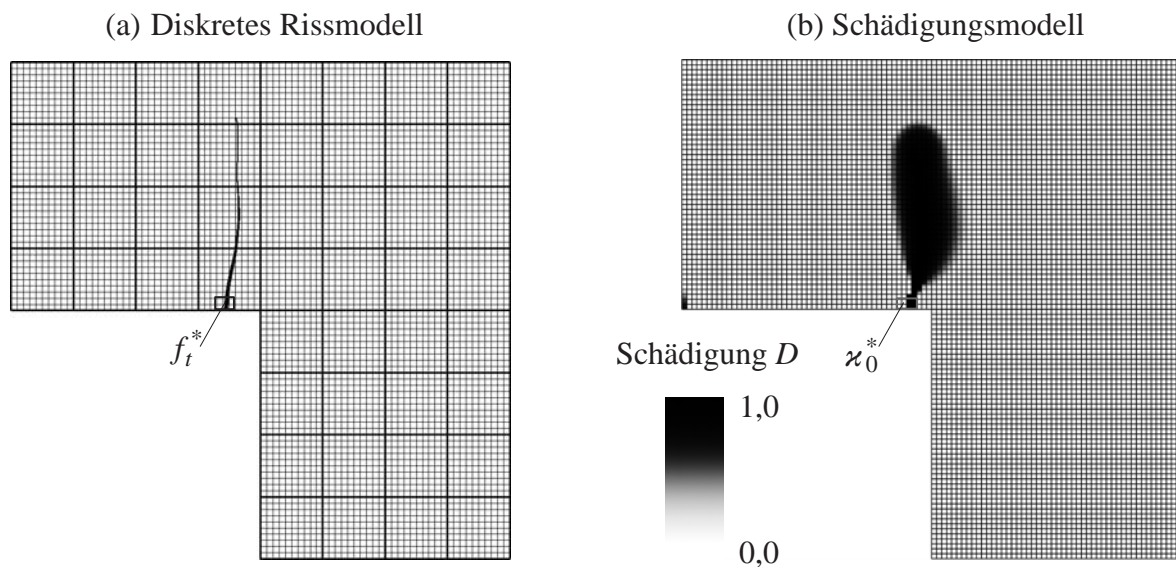 (a) Diskretes Rissmodell
(b) Schädigungsmodell
f_t^*
Schädigung D
ϰ_0^*
1,0
0,0